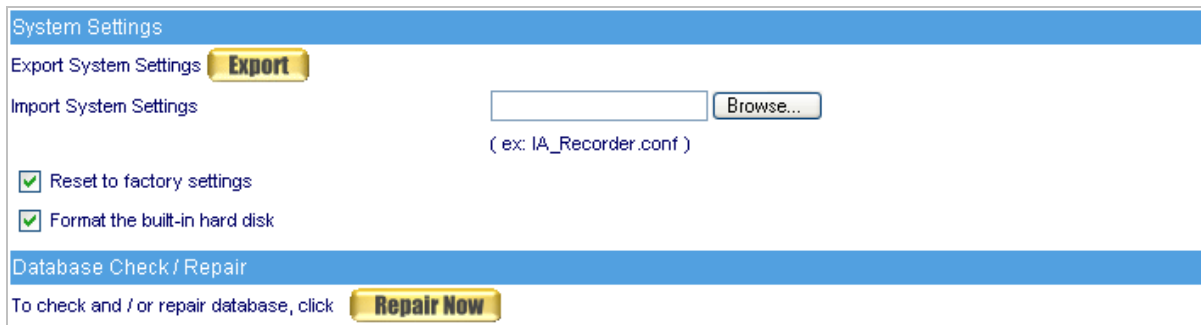 System Settings
Export System Settings Export
Import System Settings Browse...
( ex: IA_Recorder.conf )
Reset to factory settings
Format the built-in hard disk
Database Check / Repair
To check and / or repair database, click Repair Now